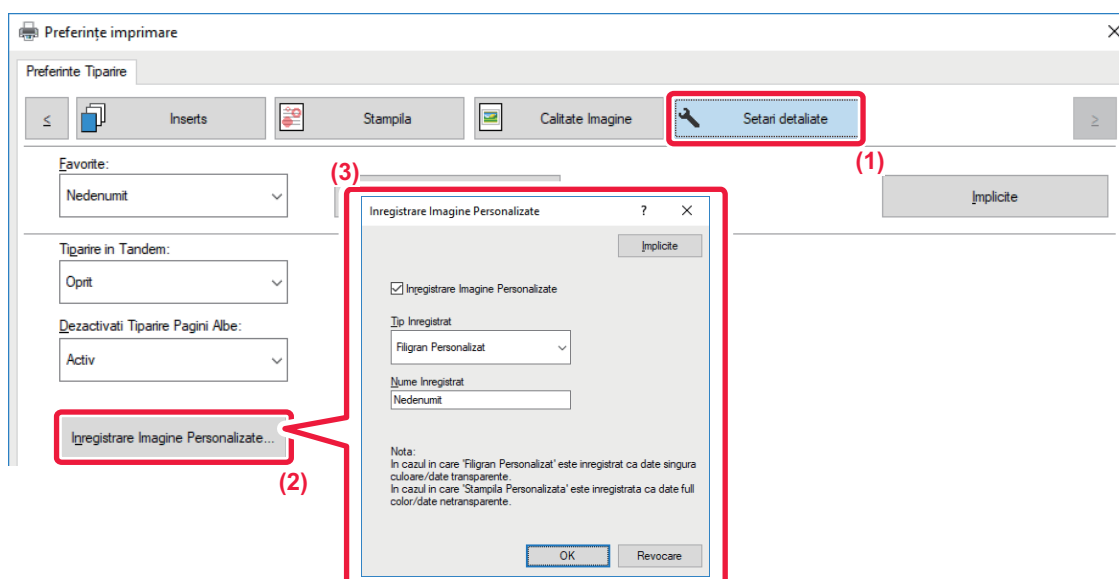 Preferințe imprimare
Preferinte Tiparire
< Inserts Stampila Calitate Imagine Setari detaliate >
(1)
Favorite:
Nedenumit
Implicite
Tiparire in Tandem:
Oprit
Dezactivati Tiparire Pagini Albe:
Activ
Inregistrare Imagine Personalizate...
(2)
(3)
Inregistrare Imagine Personalizate ?
Implicite
Inregistrare Imagine Personalizate
Tip Inregistrat
Filigran Personalizat
Nume Inregistrat
Nedenumit
Nota:
In cazul in care 'Filigran Personalizat' este inregistrat ca date singura
culoare/date transparente.
In cazul in care 'Stampila Personalizata' este inregistrata ca date full
color/date netransparente.
OK Revocare